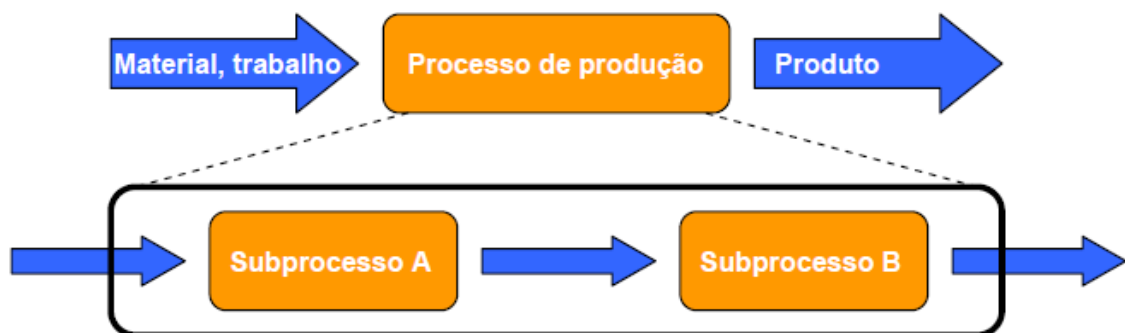 Material, trabalho
Processo de produção
Produto
Subprocesso A
Subprocesso B